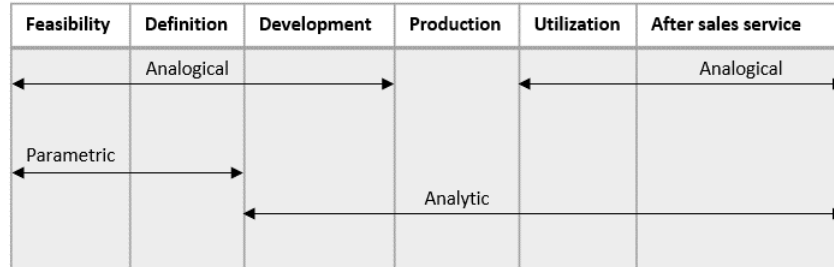 Feasibility Definition Development Production Utilization After sales service
Analogical Analogical
Parametric
Analytic